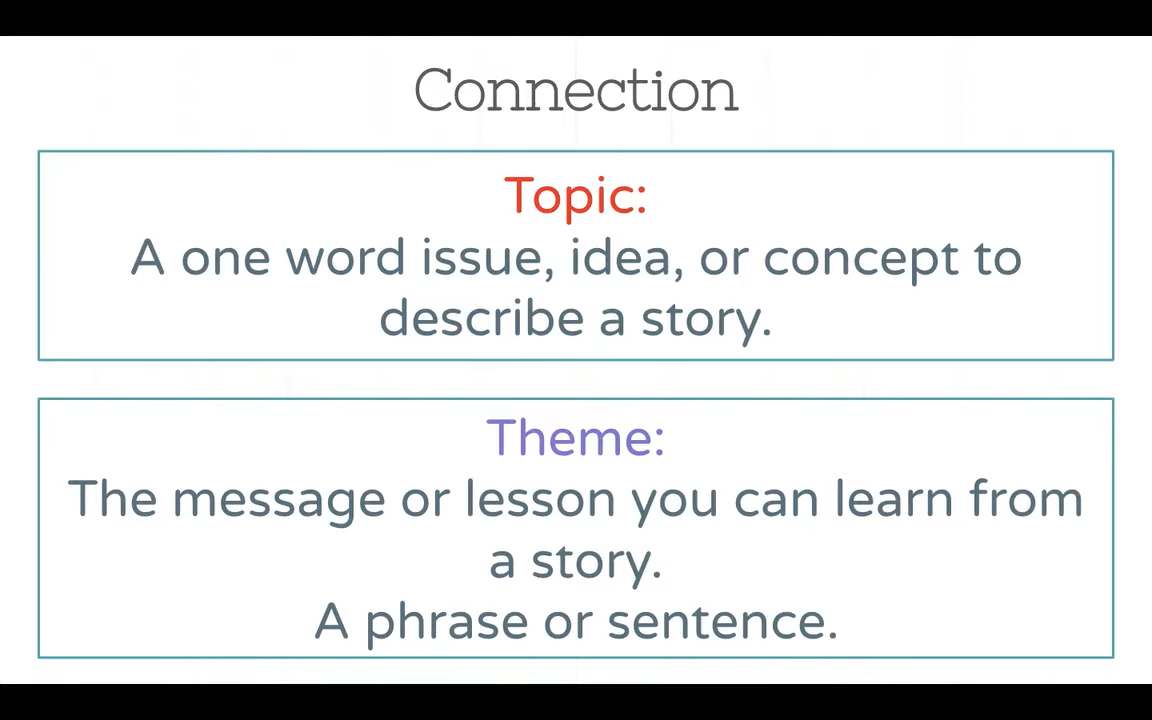 Connection
Topic:
A one word issue, idea, or concept to
describe a story.
Theme:
The message or lesson you can learn from
a story.
A phrase or sentence.